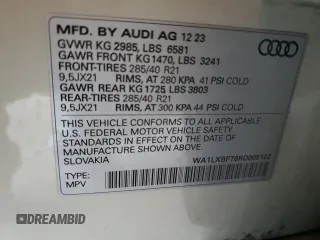 MFD. BY AUDI AG 12 23
GVWR KG 2985, LBS 6581
GAWR FRONT KG1470, LBS 3241
FRONT-TIRES 285/40 R21
9,5JX21 RIMS, AT 280 KPA 41 PSI COLD
GAWR REAR KG1725 LBS 3803
REAR-TIRES 285/40 R21
9,5JX21 RIMS, AT 300 KPA 44 PSI COLD
THIS VEHICLE CONFORMS TO ALL APPLICABLE
U.S. FEDERAL MOTOR VEHICLE SAFETY
STANDARDS IN EFFECT ON THE DATE OF
MANUFACTURE SHOWN ABOVE.
SLOVAKIA
TYPE:
MPV
DREAMBID
dreambid.com